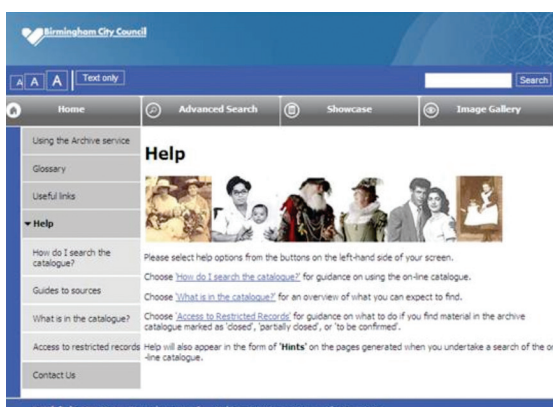 Birmingham City Council
A A A Text only
Search
Home Advanced Search Showcase Image Gallery
Using the Archive service
Glossary
Useful links
Help
How do I search the
catalogue?
Guides to sources
What is in the catalogue?
Access to restricted records
Contact Us
Help
Please select help options from the buttons on the left-hand side of your screen.
Choose 'How do I search the catalogue?' for guidance on using the on-line catalogue.
Choose 'What is in the catalogue?' for an overview of what you can expect to find.
Choose 'Access to Restricted Records' for guidance on what to do if you find material in the archive
catalogue marked as 'closed', 'partially closed', or 'to be confirmed'.
Help will also appear in the form of 'Hints' on the pages generated when you undertake a search of the
-line catalogue.